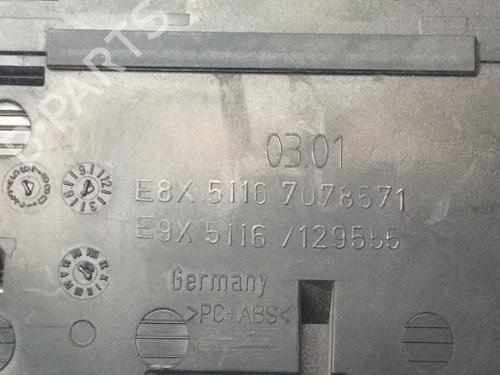 03.01
E8X 5116 7078571
E9X 5116 7129555
Germany
>PC+ABS<